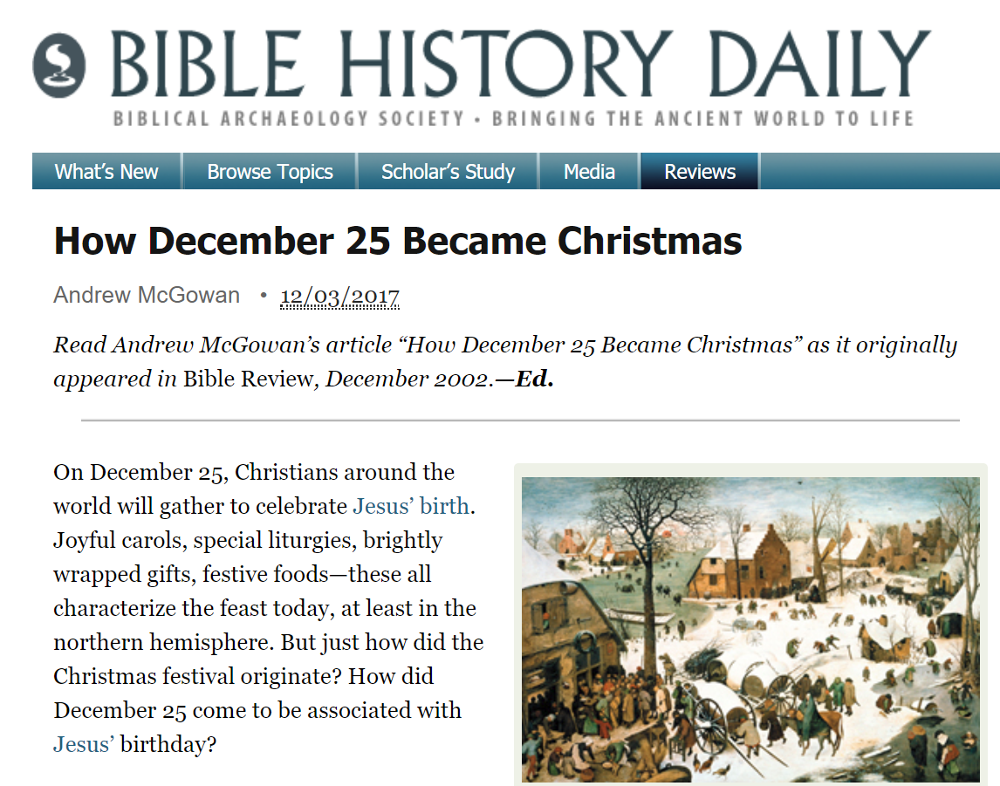 BIBLE HISTORY DAILY
BIBLICAL ARCHAEOLOGY SOCIETY • BRINGING THE ANCIENT WORLD TO LIFE
What's New Browse Topics Scholar's Study Media Reviews
How December 25 Became Christmas
Andrew McGowan • 12/03/2017
Read Andrew McGowan's article “How December 25 Became Christmas” as it originally
appeared in Bible Review, December 2002.—Ed.
On December 25, Christians around the
world will gather to celebrate Jesus’ birth.
Joyful carols, special liturgies, brightly
wrapped gifts, festive foods—these all
characterize the feast today, at least in the
northern hemisphere. But just how did the
Christmas festival originate? How did
December 25 come to be associated with
Jesus’ birthday?